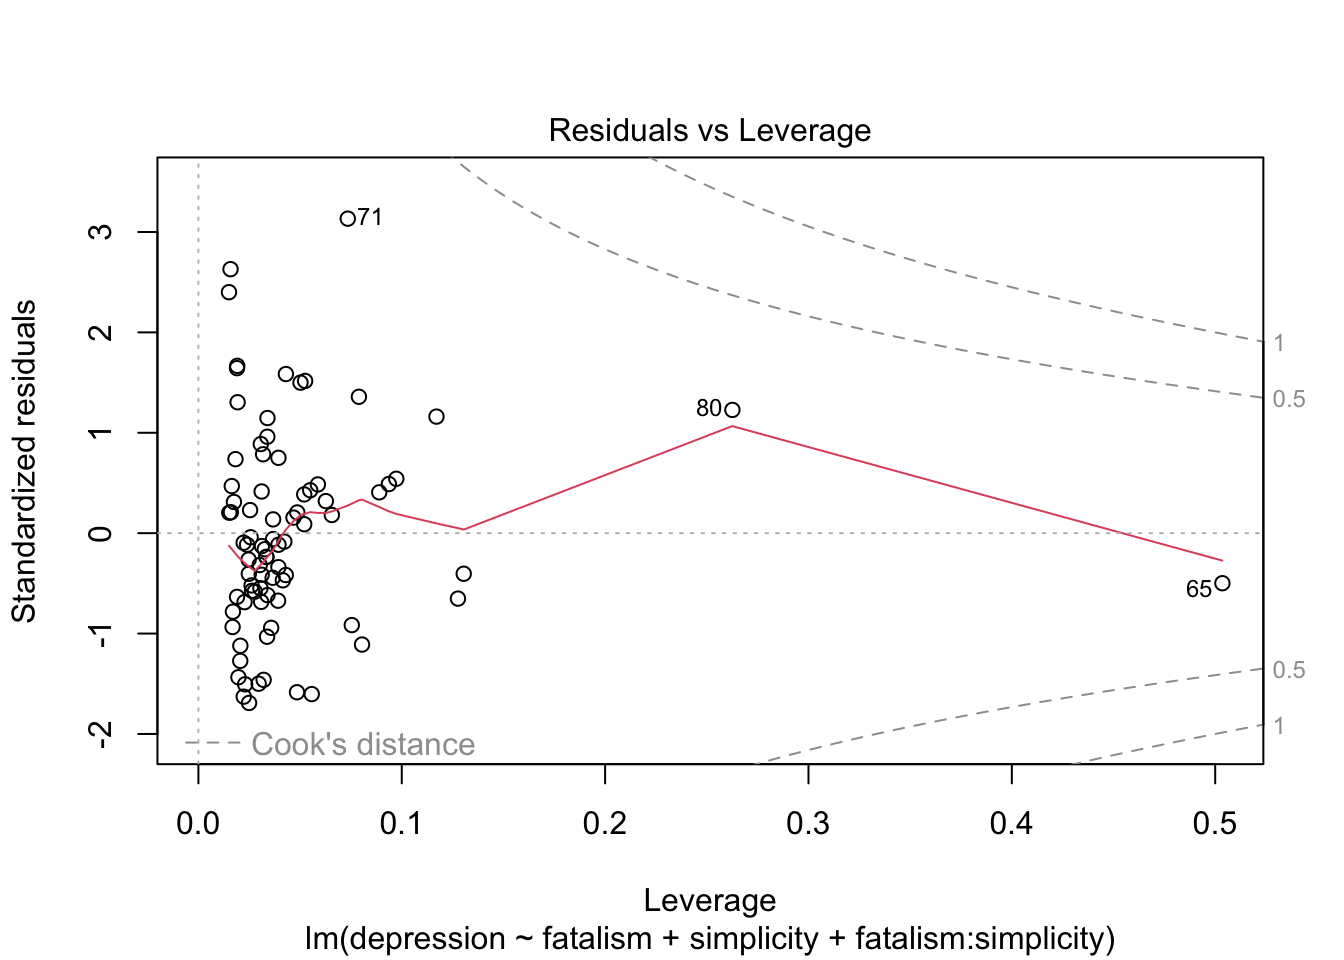 Residuals vs Leverage
Standardized residuals
3
2
1
0
-1
-2
71
80
65
1
0.5
0.5
1
Cook's distance
0.0 0.1 0.2 0.3 0.4 0.5
Leverage
lm(depression ~ fatalism + simplicity + fatalism:simplicity)